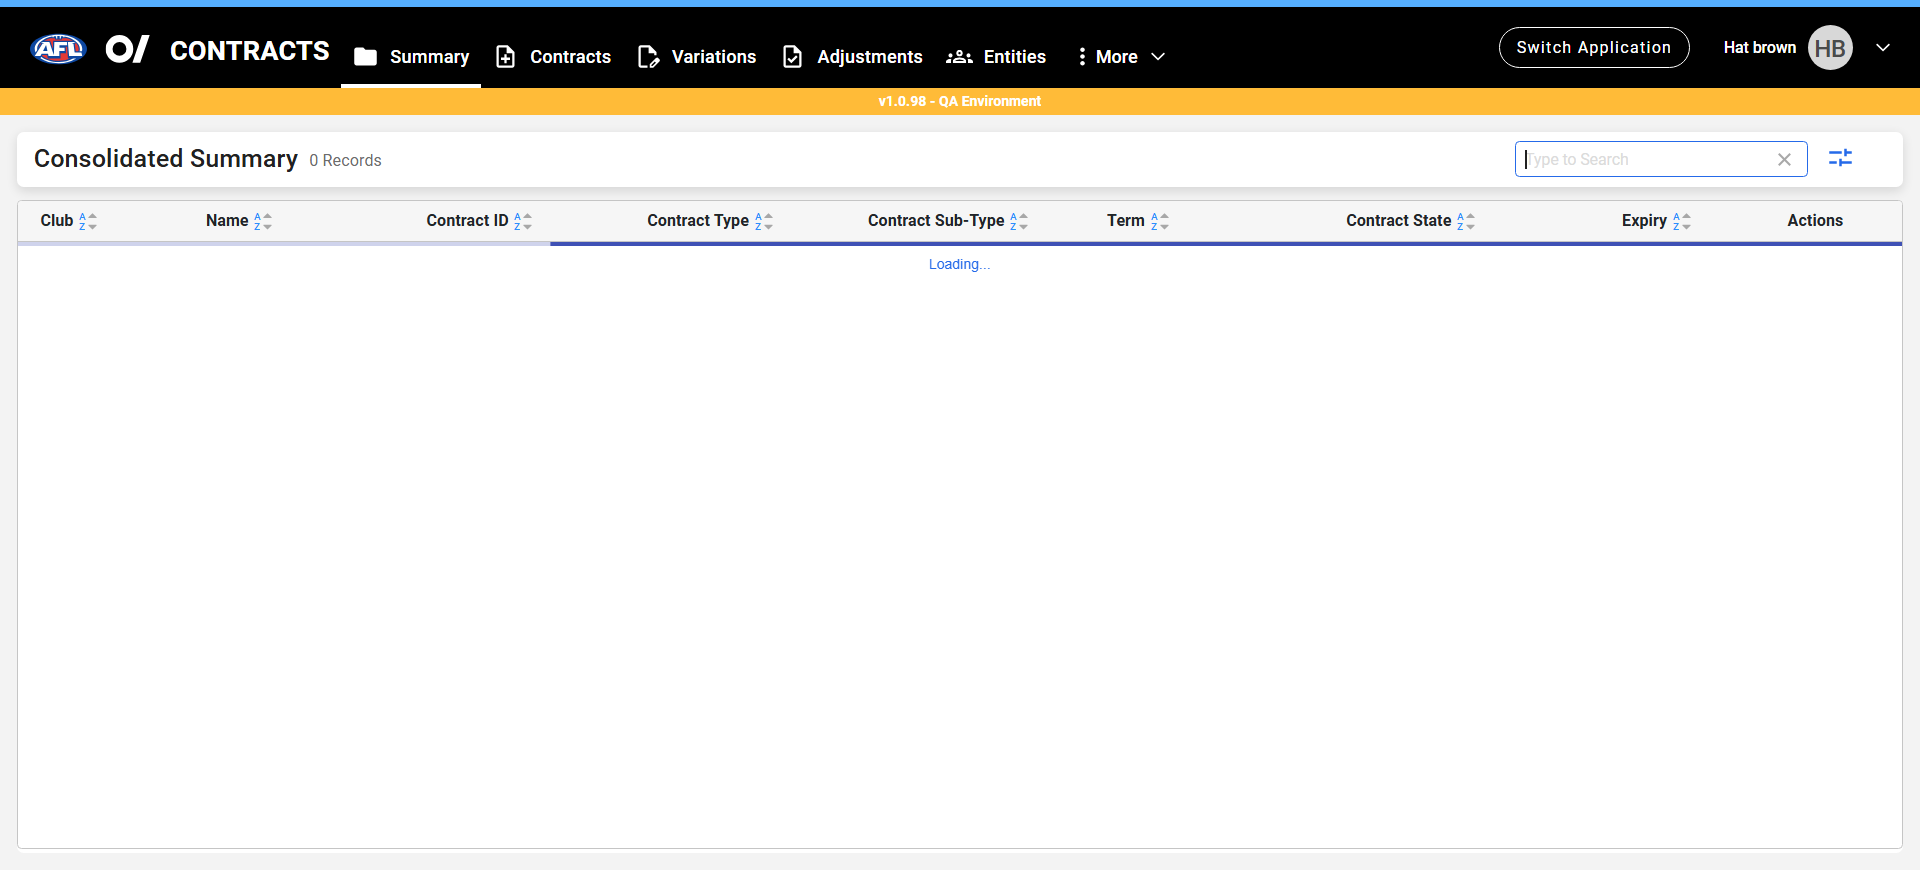 AFL O/ CONTRACTS Summary Contracts Variations Adjustments Entities More Switch Application Hat brown HB
v1.0.98 - QA Environment
Consolidated Summary 0 Records Type to Search
Club Name Contract ID Contract Type Contract Sub-Type Term Contract State Expiry Actions
Loading...